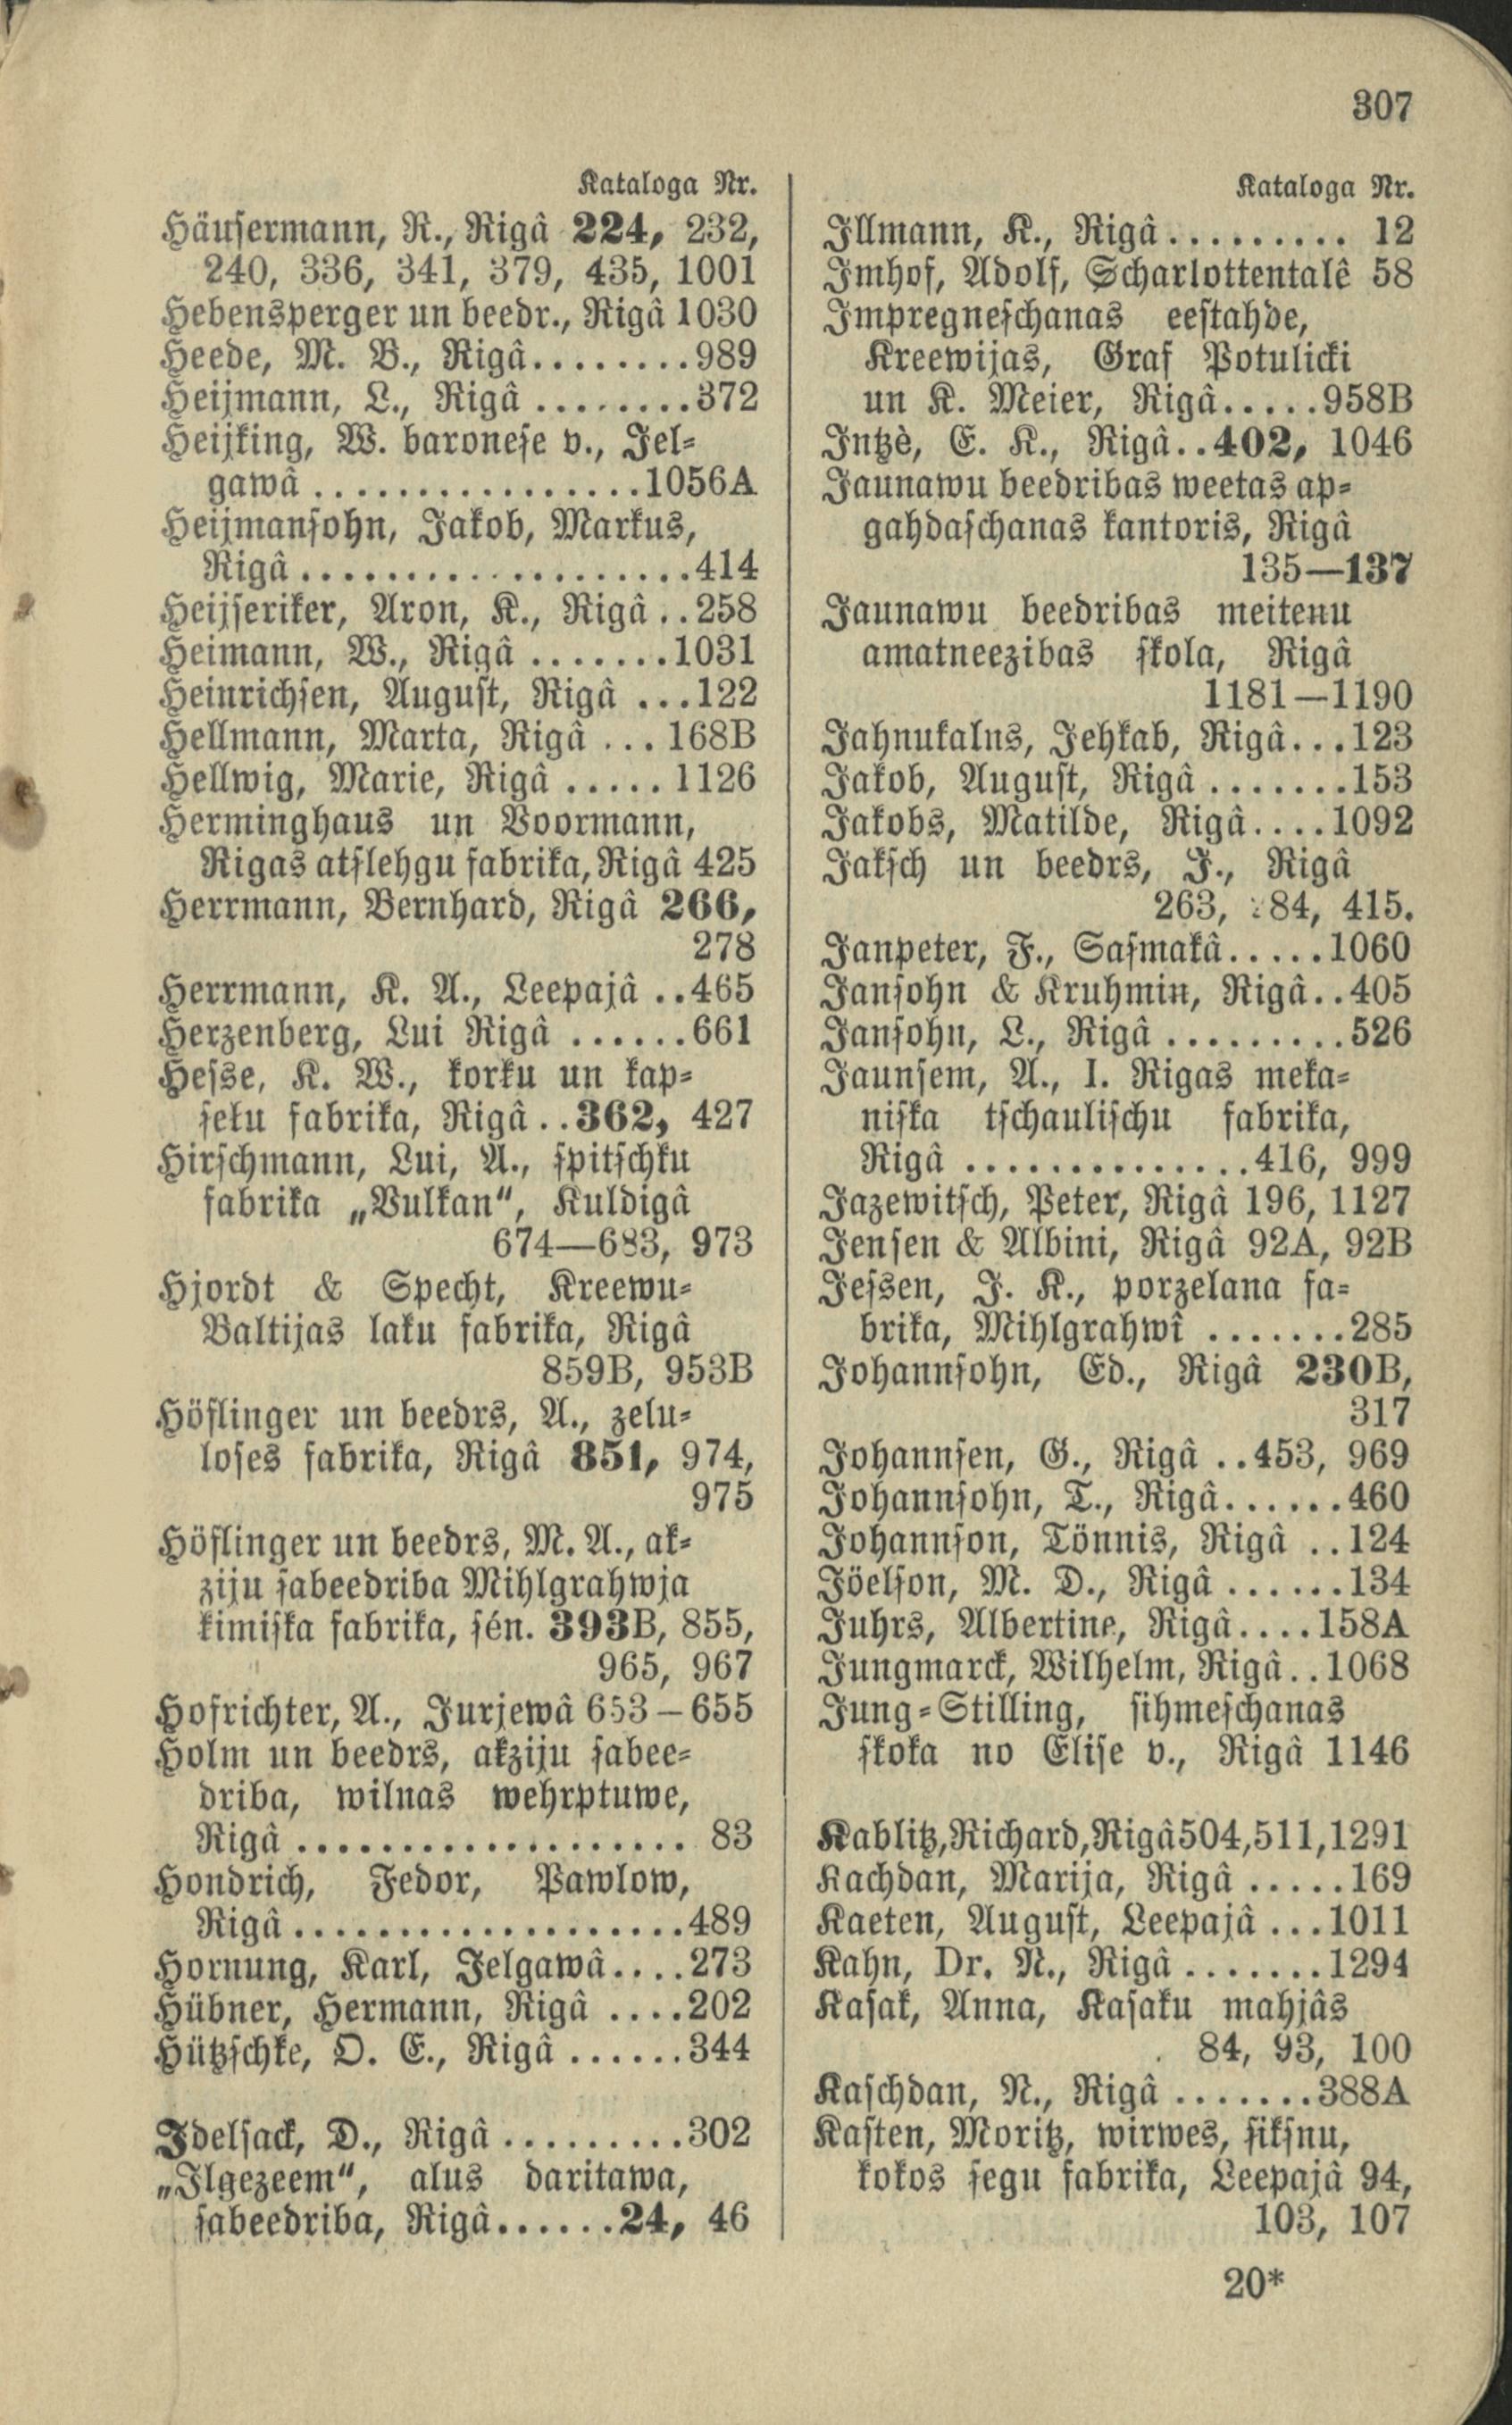 307
Kataloga Nr.
Häusermann, R., Rigâ 224, 232,
240, 336, 341, 379, 435, 1001
Hebensperger un beedr., Rigâ 1030
Heede, M. B., Rigâ........989
Heijmann, L., Rigâ ........372
Heijking, W. baronese v., Jel-
gawâ ................1056A
Heijmansohn, Jakob, Markus,
Rigâ...................414
Heijseriker, Aron, K., Rigâ..258
Heimann, W., Rigâ .......1031
Heinrichsen, August, Rigâ ...122
Hellmann, Marta, Rigâ ... 168B
Hellwig, Marie, Rigâ ..... 1126
Herminghaus un Voormann,
Rigas atslehgu fabrika, Rigâ 425
Herrmann, Bernhard, Rigâ 266,
278
Herrmann, K. A., Leepajâ ..465
Herzenberg, Lui Rigâ ......661
Hesse, K. W., korku un kap-
selu fabrika, Rigâ..362, 427
Hirschmann, Lui, A., spitschku
fabrika „Vulkan“, Kuldigâ
674—683, 973
Hjordt & Specht, Kreewu-
Baltijas laku fabrika, Rigâ
859B, 953B
Höflinger un beedrs, A., zelu-
loses fabrika, Rigâ 851, 974,
975
Höflinger un beedrs, M. A., ak-
ziju sabeedriba Mihlgrahwja
kimiska fabrika, sén. 393B, 855,
965, 967
Hofrichter, A., Jurjewâ 653—655
Holm un beedrs, akziju sabee-
driba, wilnas wehrptuwe,
Rigâ .................. 83
Hondrich, Fedor, Pawlow,
Rigâ...................489
Hornung, Karl, Jelgawâ....273
Hübner, Hermann, Rigâ ....202
Hützschke, O. E., Rigâ ......344
Idelsack, D., Rigâ .........302
„Ilgezeem“, alus daritawa,
sabeedriba, Rigâ......24, 46
Kataloga Nr.
Illmann, K., Rigâ......... 12
Imhof, Adolf, Scharlottentalê 58
Impregneschanas eestahde,
Kreewijas, Graf Potulicki
un K. Meier, Rigâ.....958B
Intzè, E. K., Rigâ..402, 1046
Jaunawu beedribas weetas ap-
gahdaschanas kantoris, Rigâ
135—137
Jaunawu beedribas meitenu
amatneezibas skola, Rigâ
1181—1190
Jahnukalns, Jehkab, Rigâ...123
Jakob, August, Rigâ .......153
Jakobs, Matilde, Rigâ....1092
Jaksch un beedrs, J., Rigâ
263, 84, 415.
Janpeter, F., Sasmakâ.....1060
Jansohn & Kruhmin, Rigâ..405
Jansohn, L., Rigâ .........526
Jaunsem, A., I. Rigas meka-
niska tschaulischu fabrika,
Rigâ ..............416, 999
Jazewitsch, Peter, Rigâ 196, 1127
Jensen & Albini, Rigâ 92A, 92B
Jessen, J. K., porzelana fa-
brika, Mihlgrahwî .......285
Johannsohn, Ed., Rigâ 230B,
317
Johannsen, G., Rigâ ..453, 969
Johannsohn, T., Rigâ......460
Johannson, Tönnis, Rigâ ..124
Jöelson, M. D., Rigâ ......134
Juhrs, Albertine, Rigâ....158A
Jungmarck, Wilhelm, Rigâ..1068
Jung-Stilling, sihmeschanas
skoka no Elise v., Rigâ 1146
Kablitz, Richard, Rigâ 504, 511, 1291
Kachdan, Marija, Rigâ .....169
Kaeten, August, Leepajâ ...1011
Kahn, Dr. N., Rigâ .......1294
Kasak, Anna, Kasaku mahjâs
84, 93, 100
Kaschdan, N., Rigâ .......388A
Kasten, Moritz, wirwes, siksnu,
kokos segu fabrika, Leepajâ 94,
103, 107
20*